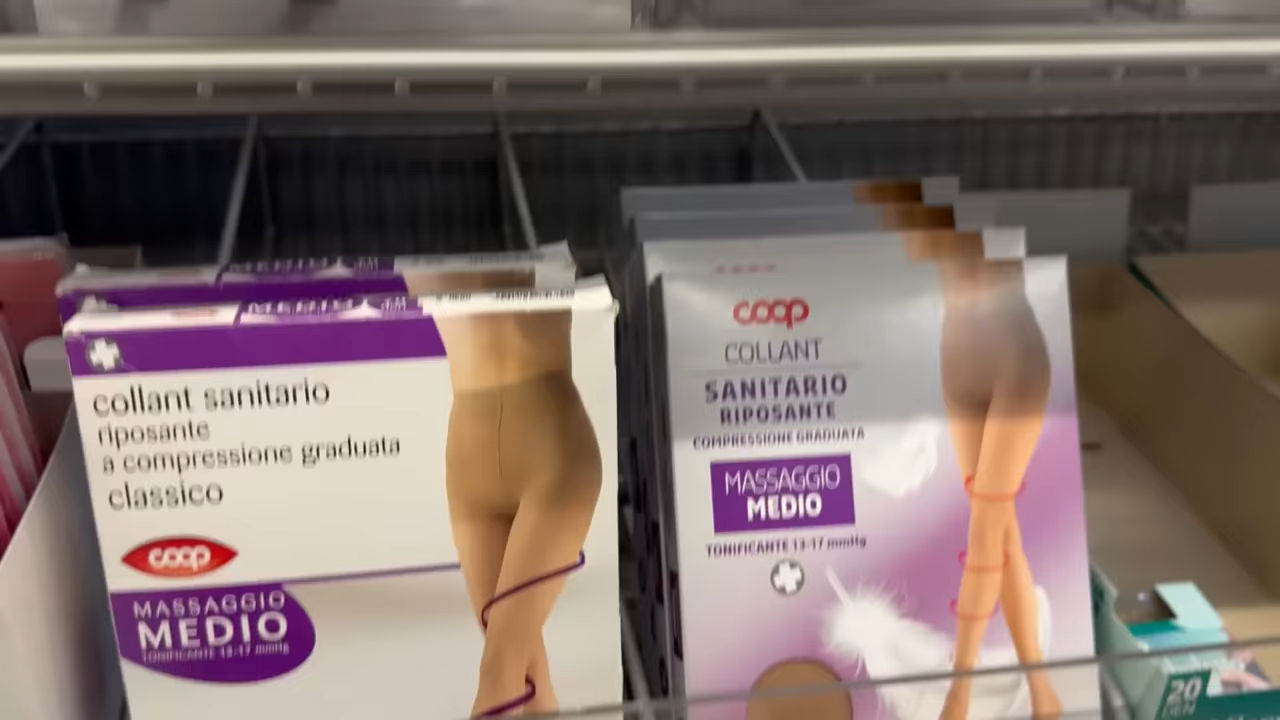 collant sanitario
riposante
a compressione graduata
classico
coop
MASSAGGIO
MEDIO
TONIFICANTE 13-17 mmHg
coop
COLLANT
SANITARIO
RIPOSANTE
COMPRESSIONE GRADUATA
MASSAGGIO
MEDIO
TONIFICANTE 13-17 mmHg
20
DEN